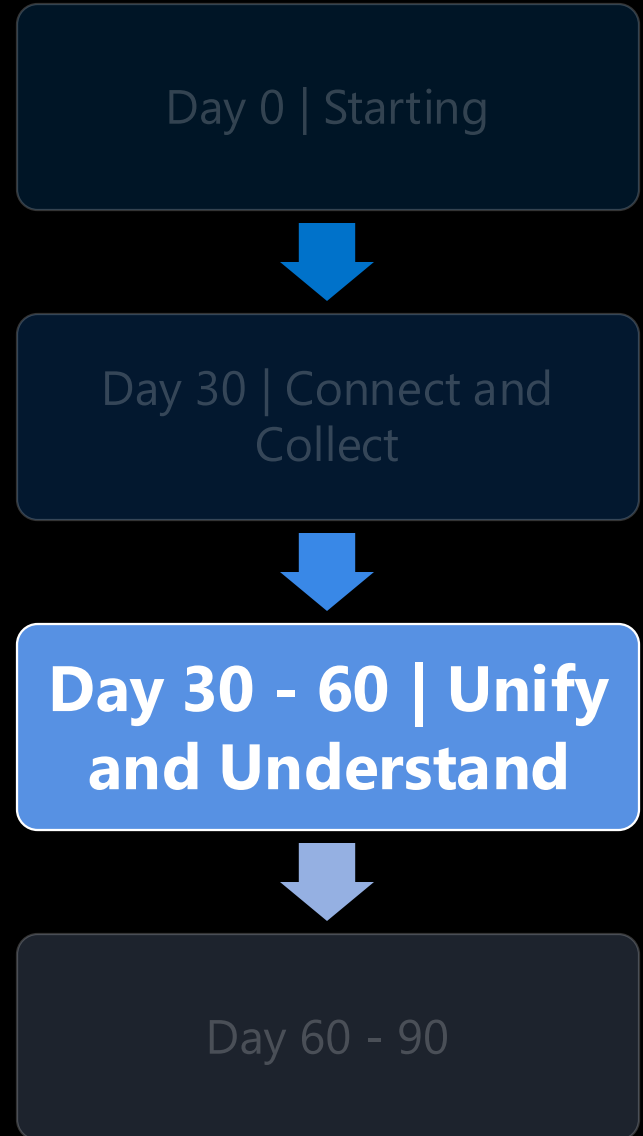 Day 0 | Starting
Day 30 | Connect and
Collect
Day 30 - 60 | Unify
and Understand
Day 60 - 90